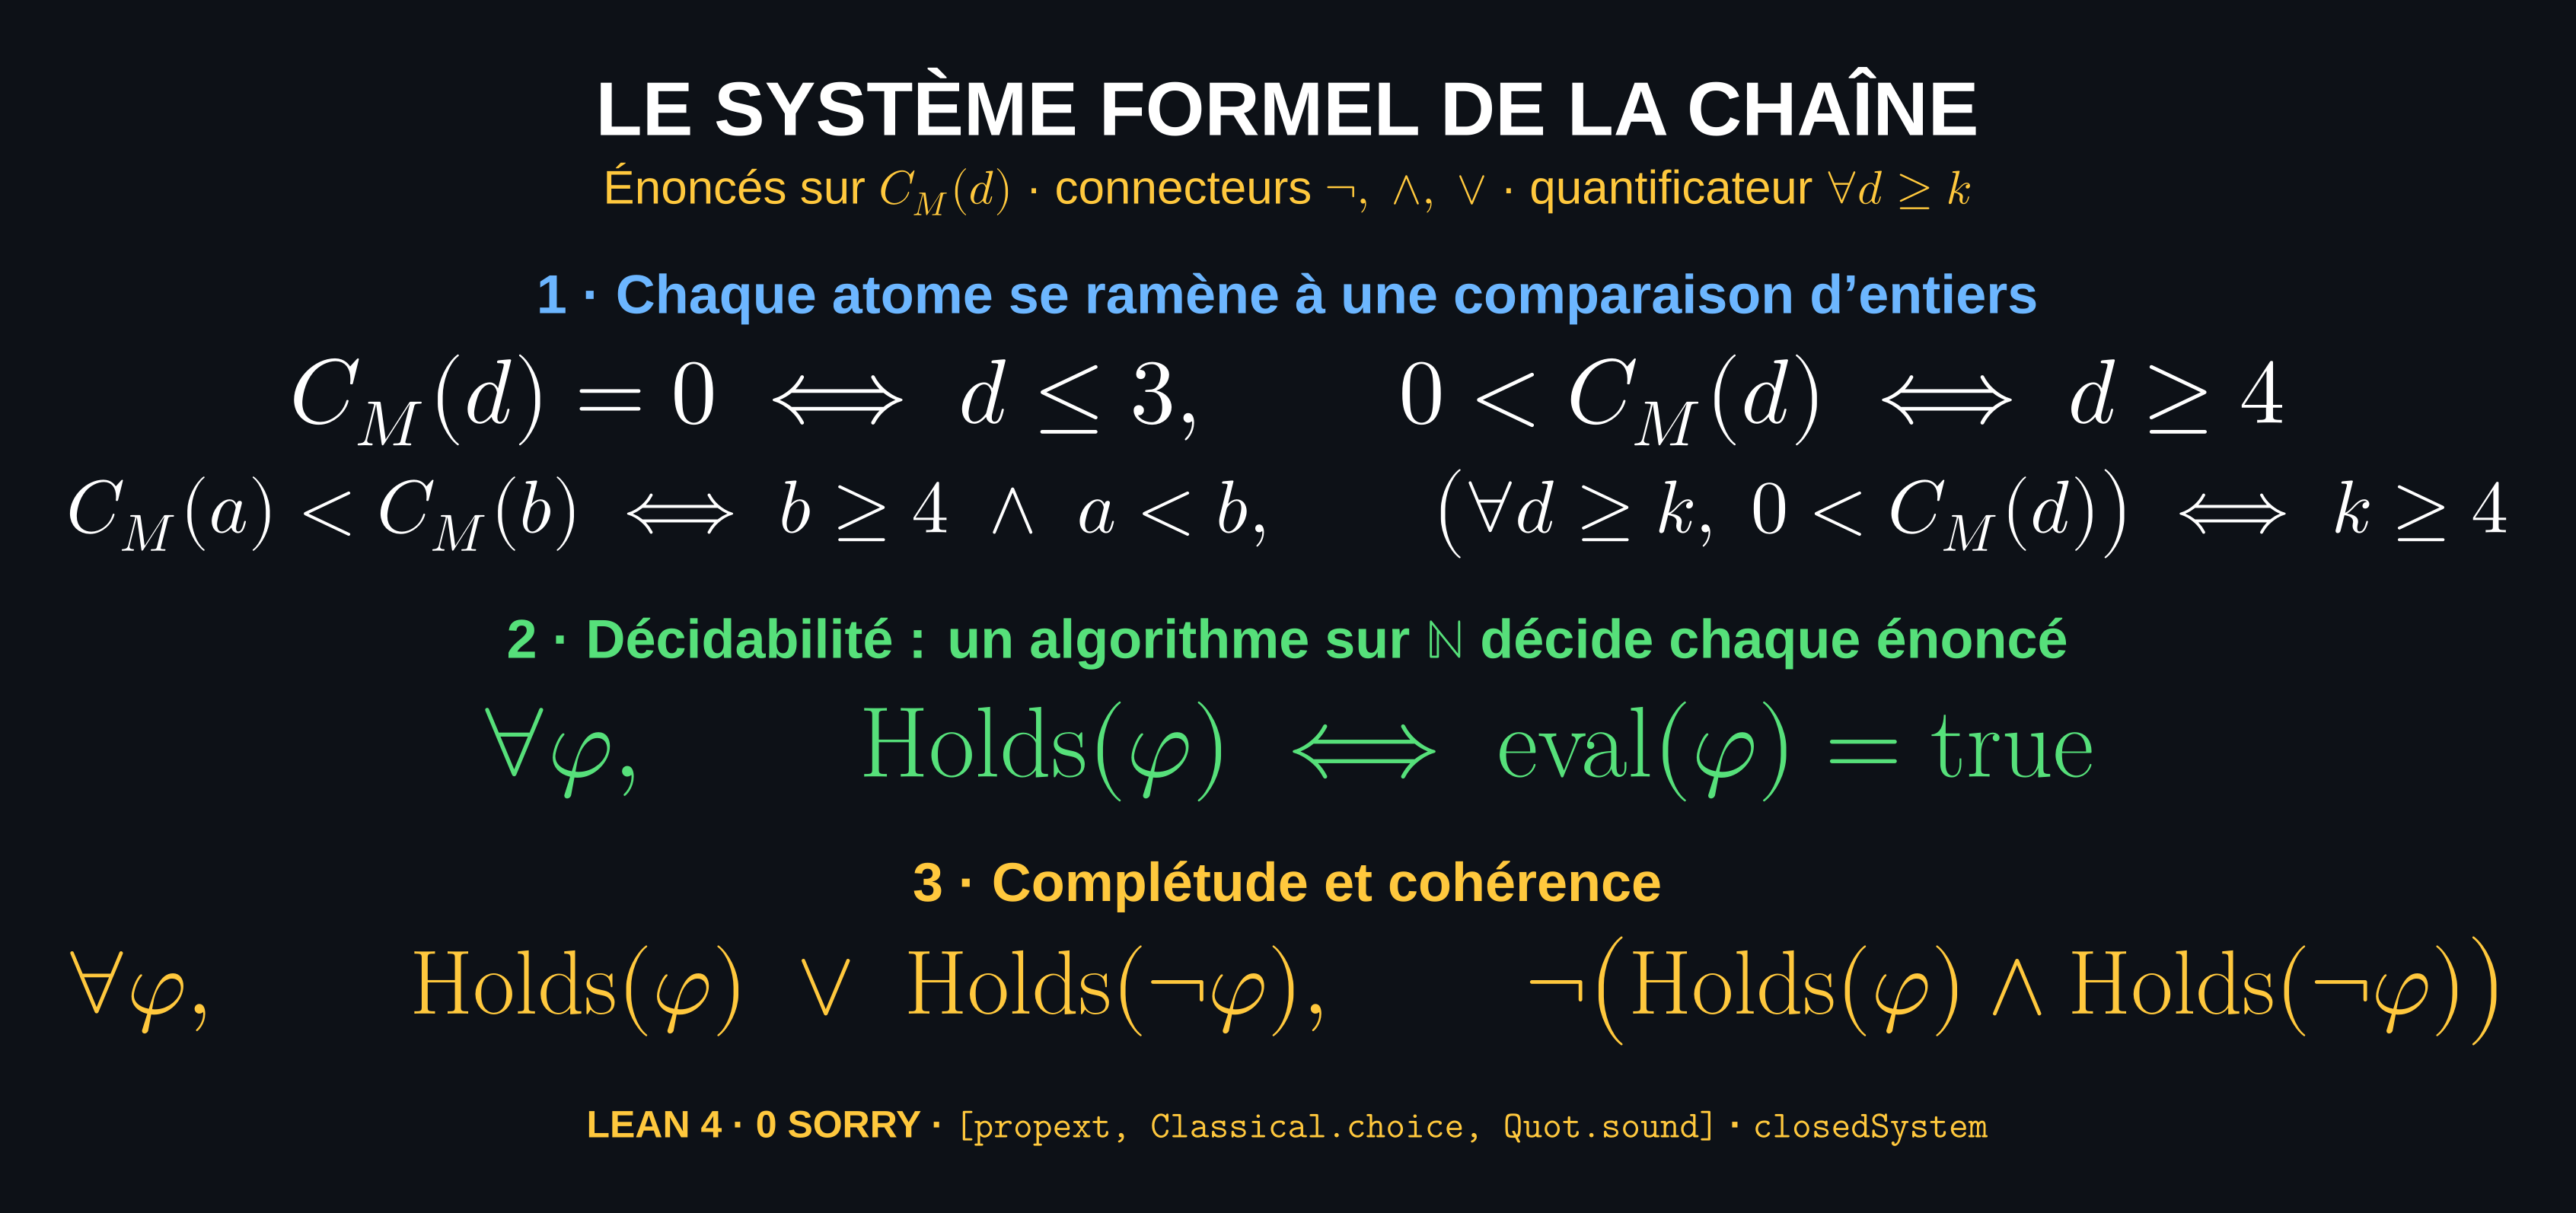 LE SYSTÈME FORMEL DE LA CHAÎNE
Énoncés sur C_M(d) · connecteurs ¬, ∧, ∨ · quantificateur ∀d ≥ k
1 · Chaque atome se ramène à une comparaison d’entiers
C_M(d) = 0 ⟺ d ≤ 3, 0 < C_M(d) ⟺ d ≥ 4
C_M(a) < C_M(b) ⟺ b ≥ 4 ∧ a < b, (∀d ≥ k, 0 < C_M(d)) ⟺ k ≥ 4
2 · Décidabilité : un algorithme sur ℕ décide chaque énoncé
∀φ, Holds(φ) ⟺ eval(φ) = true
3 · Complétude et cohérence
∀φ, Holds(φ) ∨ Holds(¬φ), ¬(Holds(φ) ∧ Holds(¬φ))
LEAN 4 · 0 SORRY · [propext, Classical.choice, Quot.sound] · closedSystem